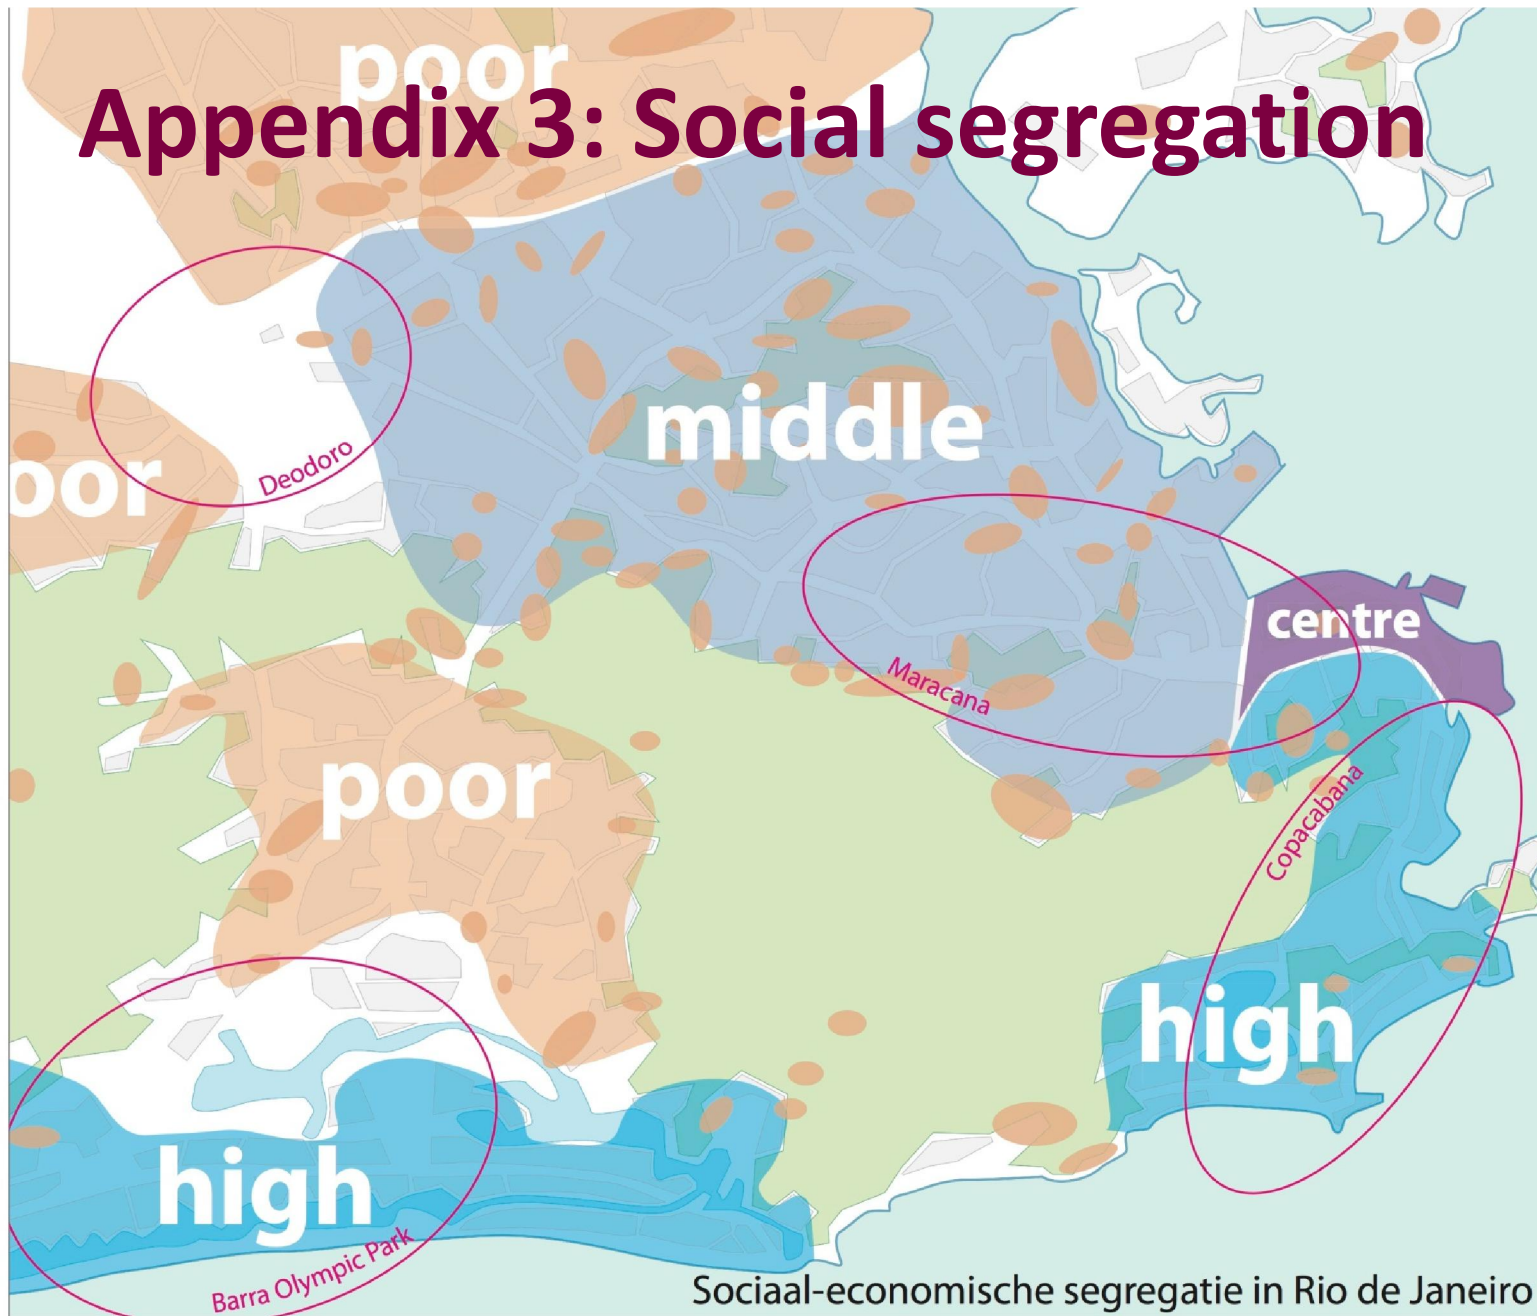 poor
Appendix 3: Social segregation
middle
Deodoro
oor
centre
Maracana
poor
Copacabana
high
high
Barra Olympic Park
Sociaal-economische segregatie in Rio de Janeiro